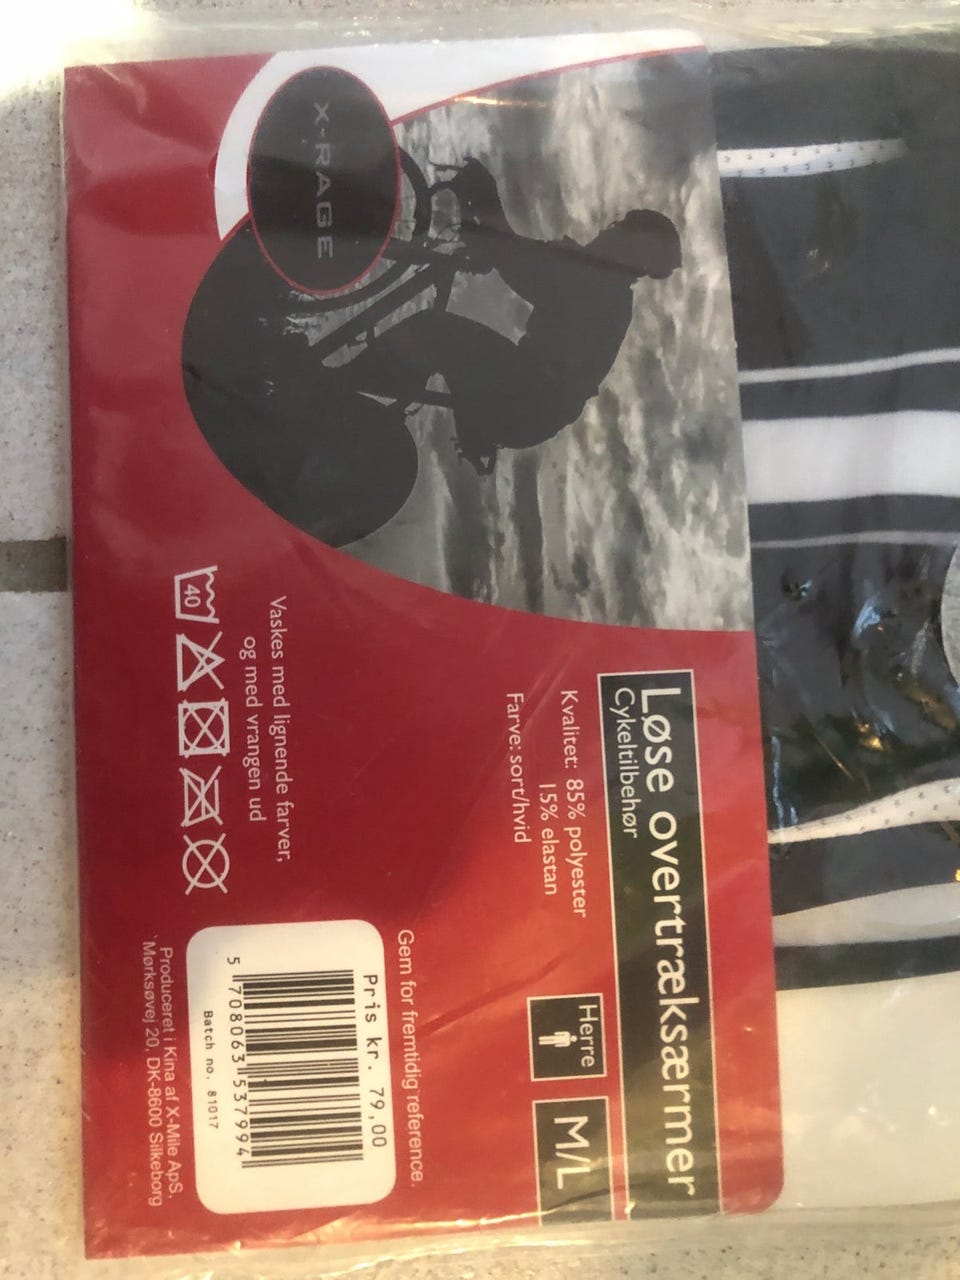 X-RAGE
Løse overtræksærmer
Cykeltilbehør
Kvalitet: 85% polyester
15% elastan
Farve: sort/hvid
Herre
M/L
Vaskes med lignende farver,
og med vrangen ud
40
Gem for fremtidig reference.
Pris kr. 79,00
5 708063 537994
Batch no. 81017
Produceret i Kina af X-Mile ApS,
Mørksøvej 20, DK-8600 Silkeborg